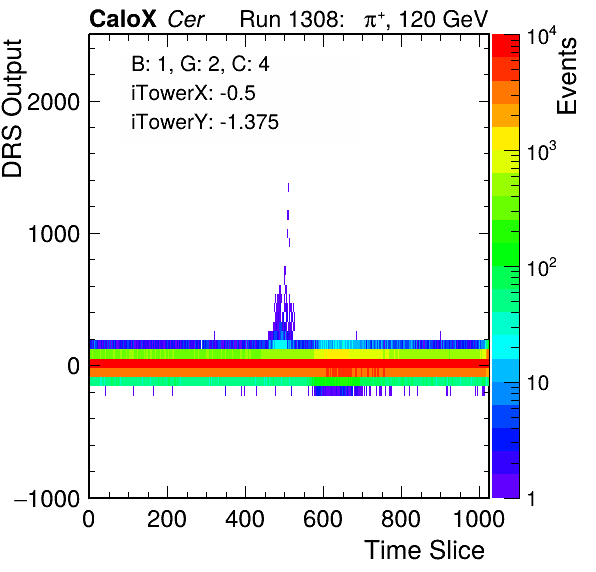 CaloX Cer Run 1308: π⁺, 120 GeV
B: 1, G: 2, C: 4
iTowerX: -0.5
iTowerY: -1.375
DRS Output
2000
1000
0
−1000
0 200 400 600 800 1000
Time Slice
Events
10⁴
10³
10²
10
1